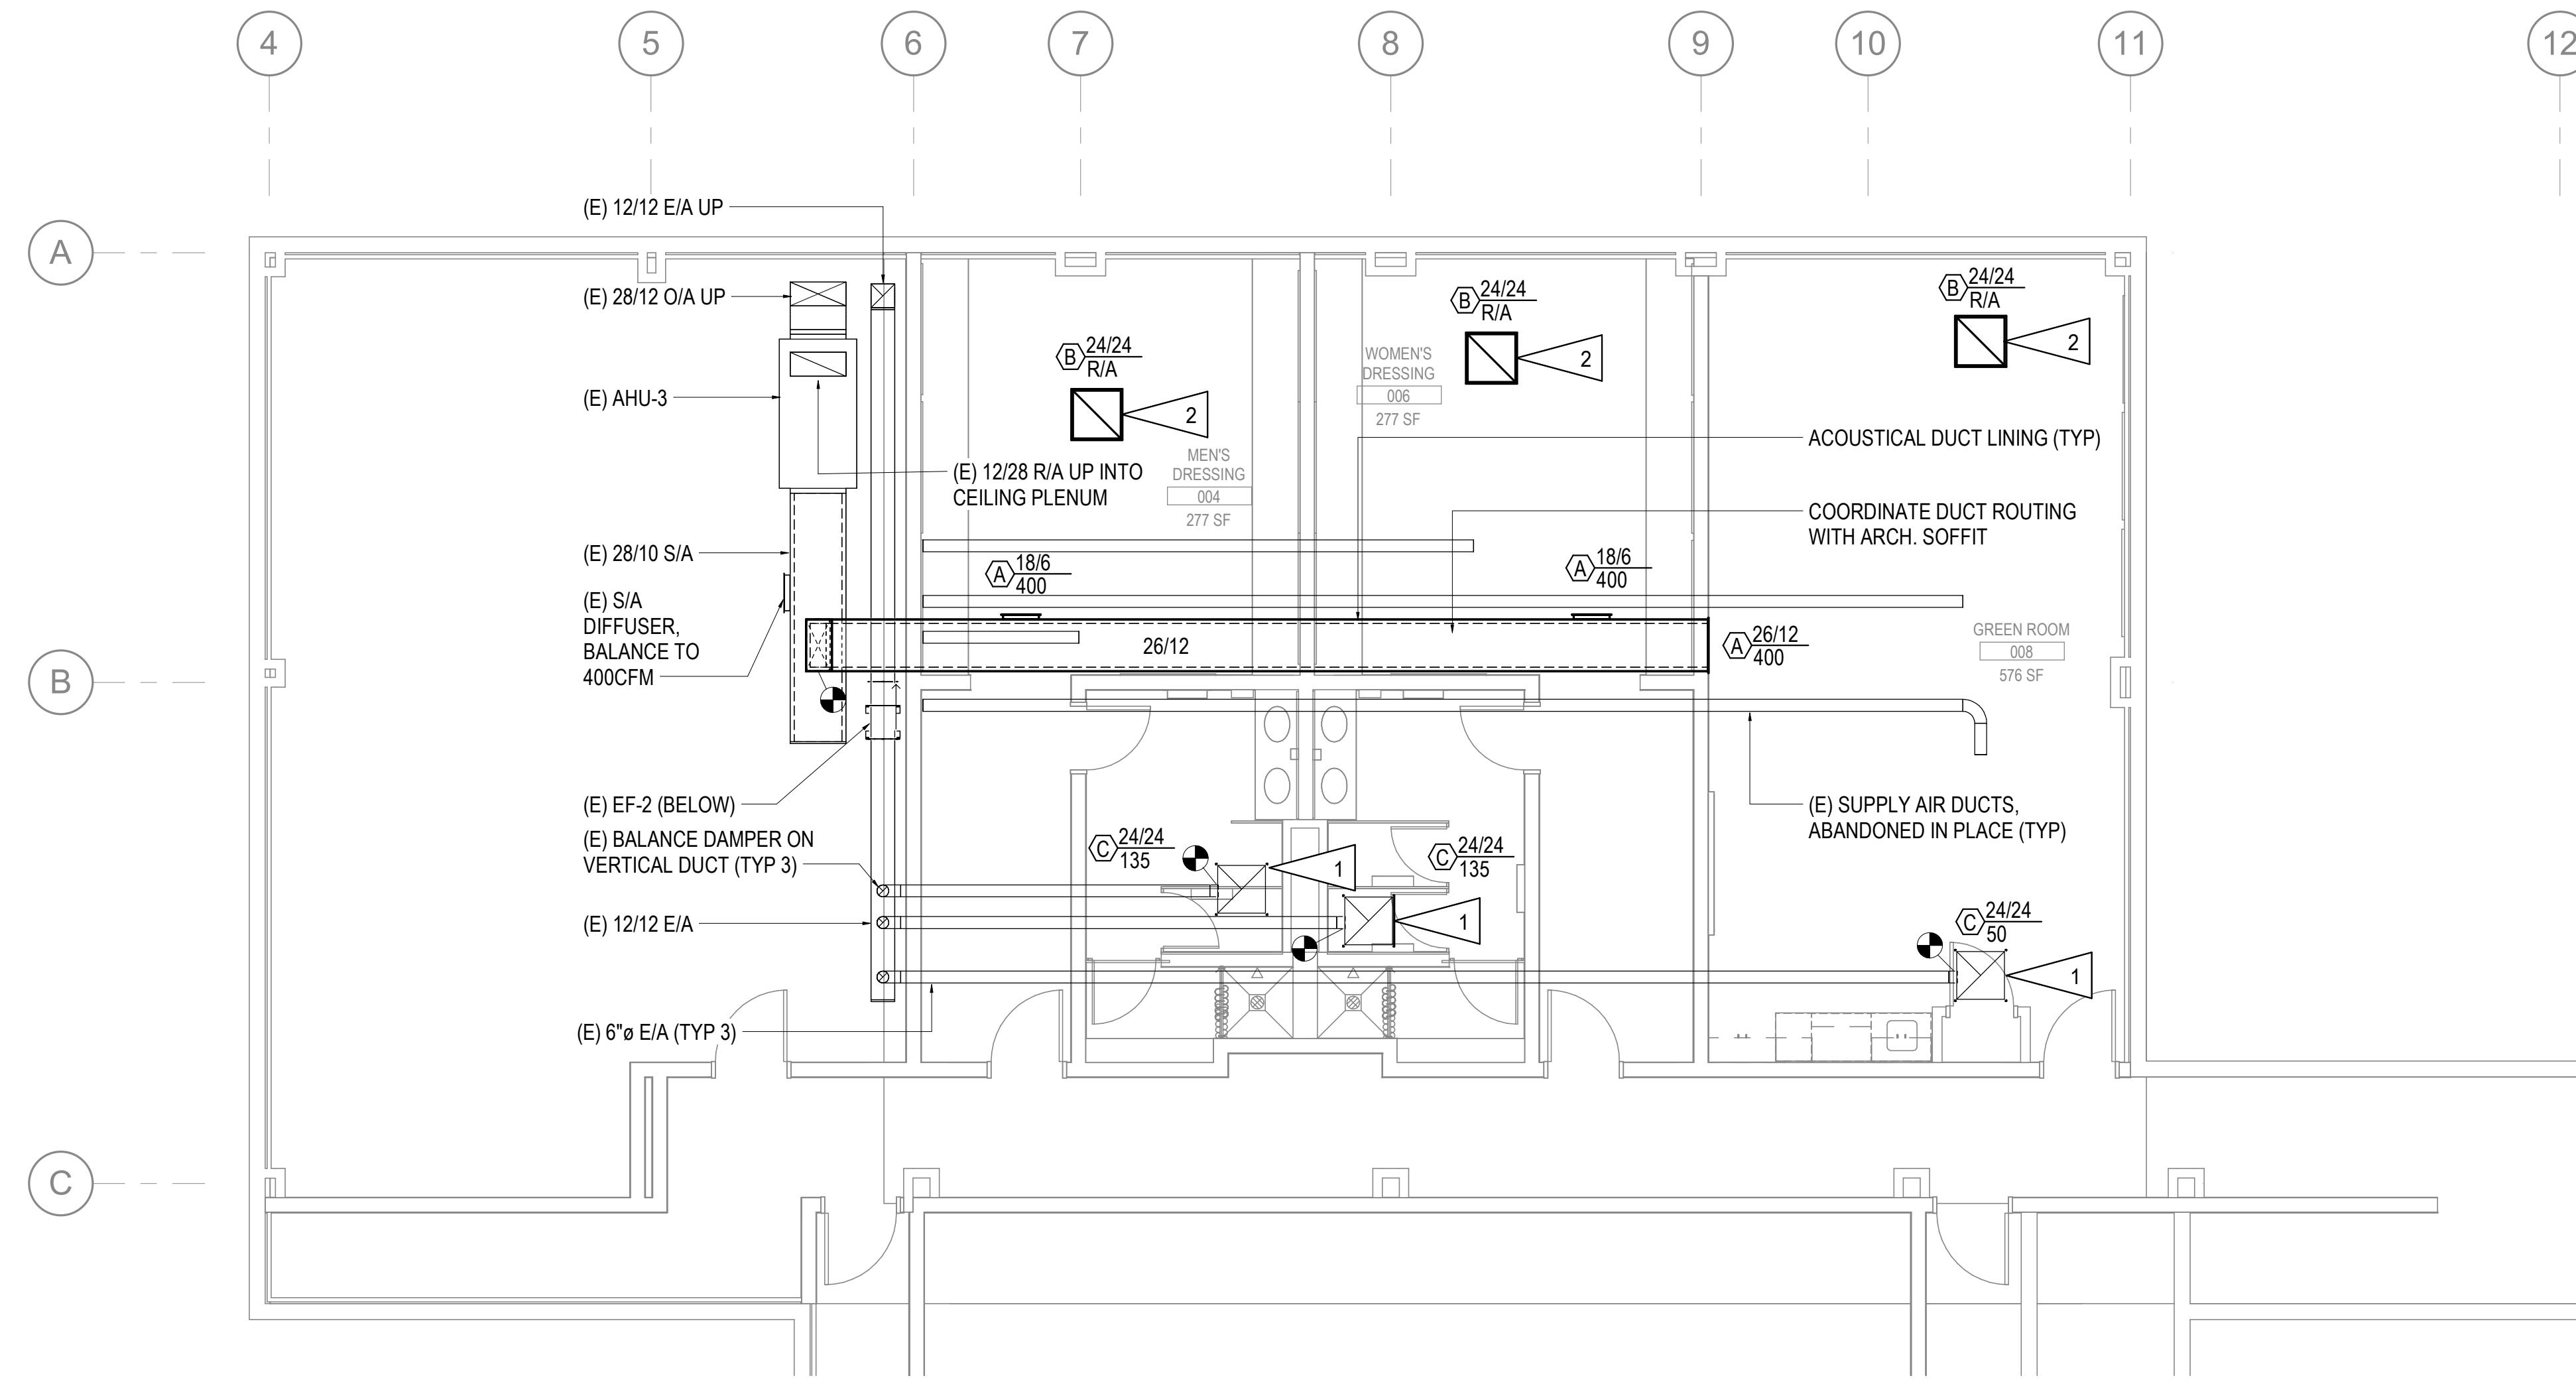 4
5
6
7
8
9
10
11
12
A
B
C
(E) 12/12 E/A UP
(E) 28/12 O/A UP
(E) AHU-3
(E) 12/28 R/A UP INTO
CEILING PLENUM
(E) 28/10 S/A
(E) S/A
DIFFUSER,
BALANCE TO
400CFM
(E) EF-2 (BELOW)
(E) BALANCE DAMPER ON
VERTICAL DUCT (TYP 3)
(E) 12/12 E/A
(E) 6"ø E/A (TYP 3)
B 24/24
R/A
2
MEN'S
DRESSING
004
277 SF
B 24/24
R/A
2
WOMEN'S
DRESSING
006
277 SF
B 24/24
R/A
2
ACOUSTICAL DUCT LINING (TYP)
COORDINATE DUCT ROUTING
WITH ARCH. SOFFIT
A 18/6
400
A 18/6
400
26/12
A 26/12
400
GREEN ROOM
008
576 SF
(E) SUPPLY AIR DUCTS,
ABANDONED IN PLACE (TYP)
C 24/24
135
1
C 24/24
135
1
C 24/24
50
1